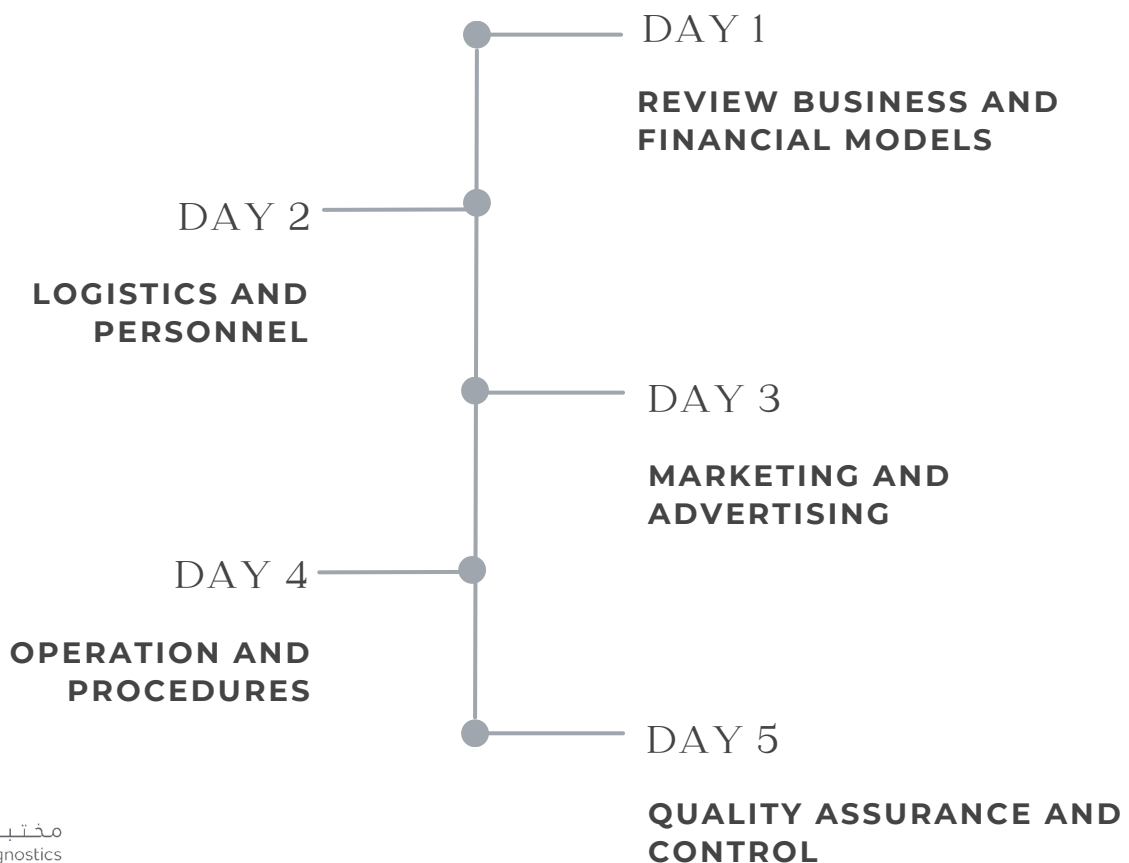 DAY 1
REVIEW BUSINESS AND
FINANCIAL MODELS
DAY 2
LOGISTICS AND
PERSONNEL
DAY 3
MARKETING AND
ADVERTISING
DAY 4
OPERATION AND
PROCEDURES
DAY 5
QUALITY ASSURANCE AND
CONTROL